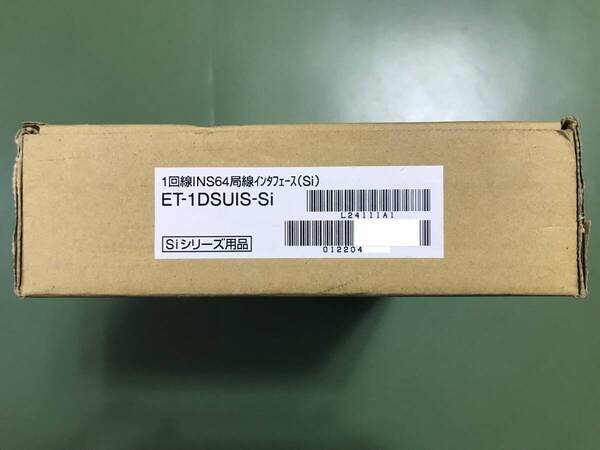 1回線INS64局線ｲﾝﾀﾌｪｰｽ(Si)
ET-1DSUIS-Si
L24111A1
Siシリーズ用品
012204